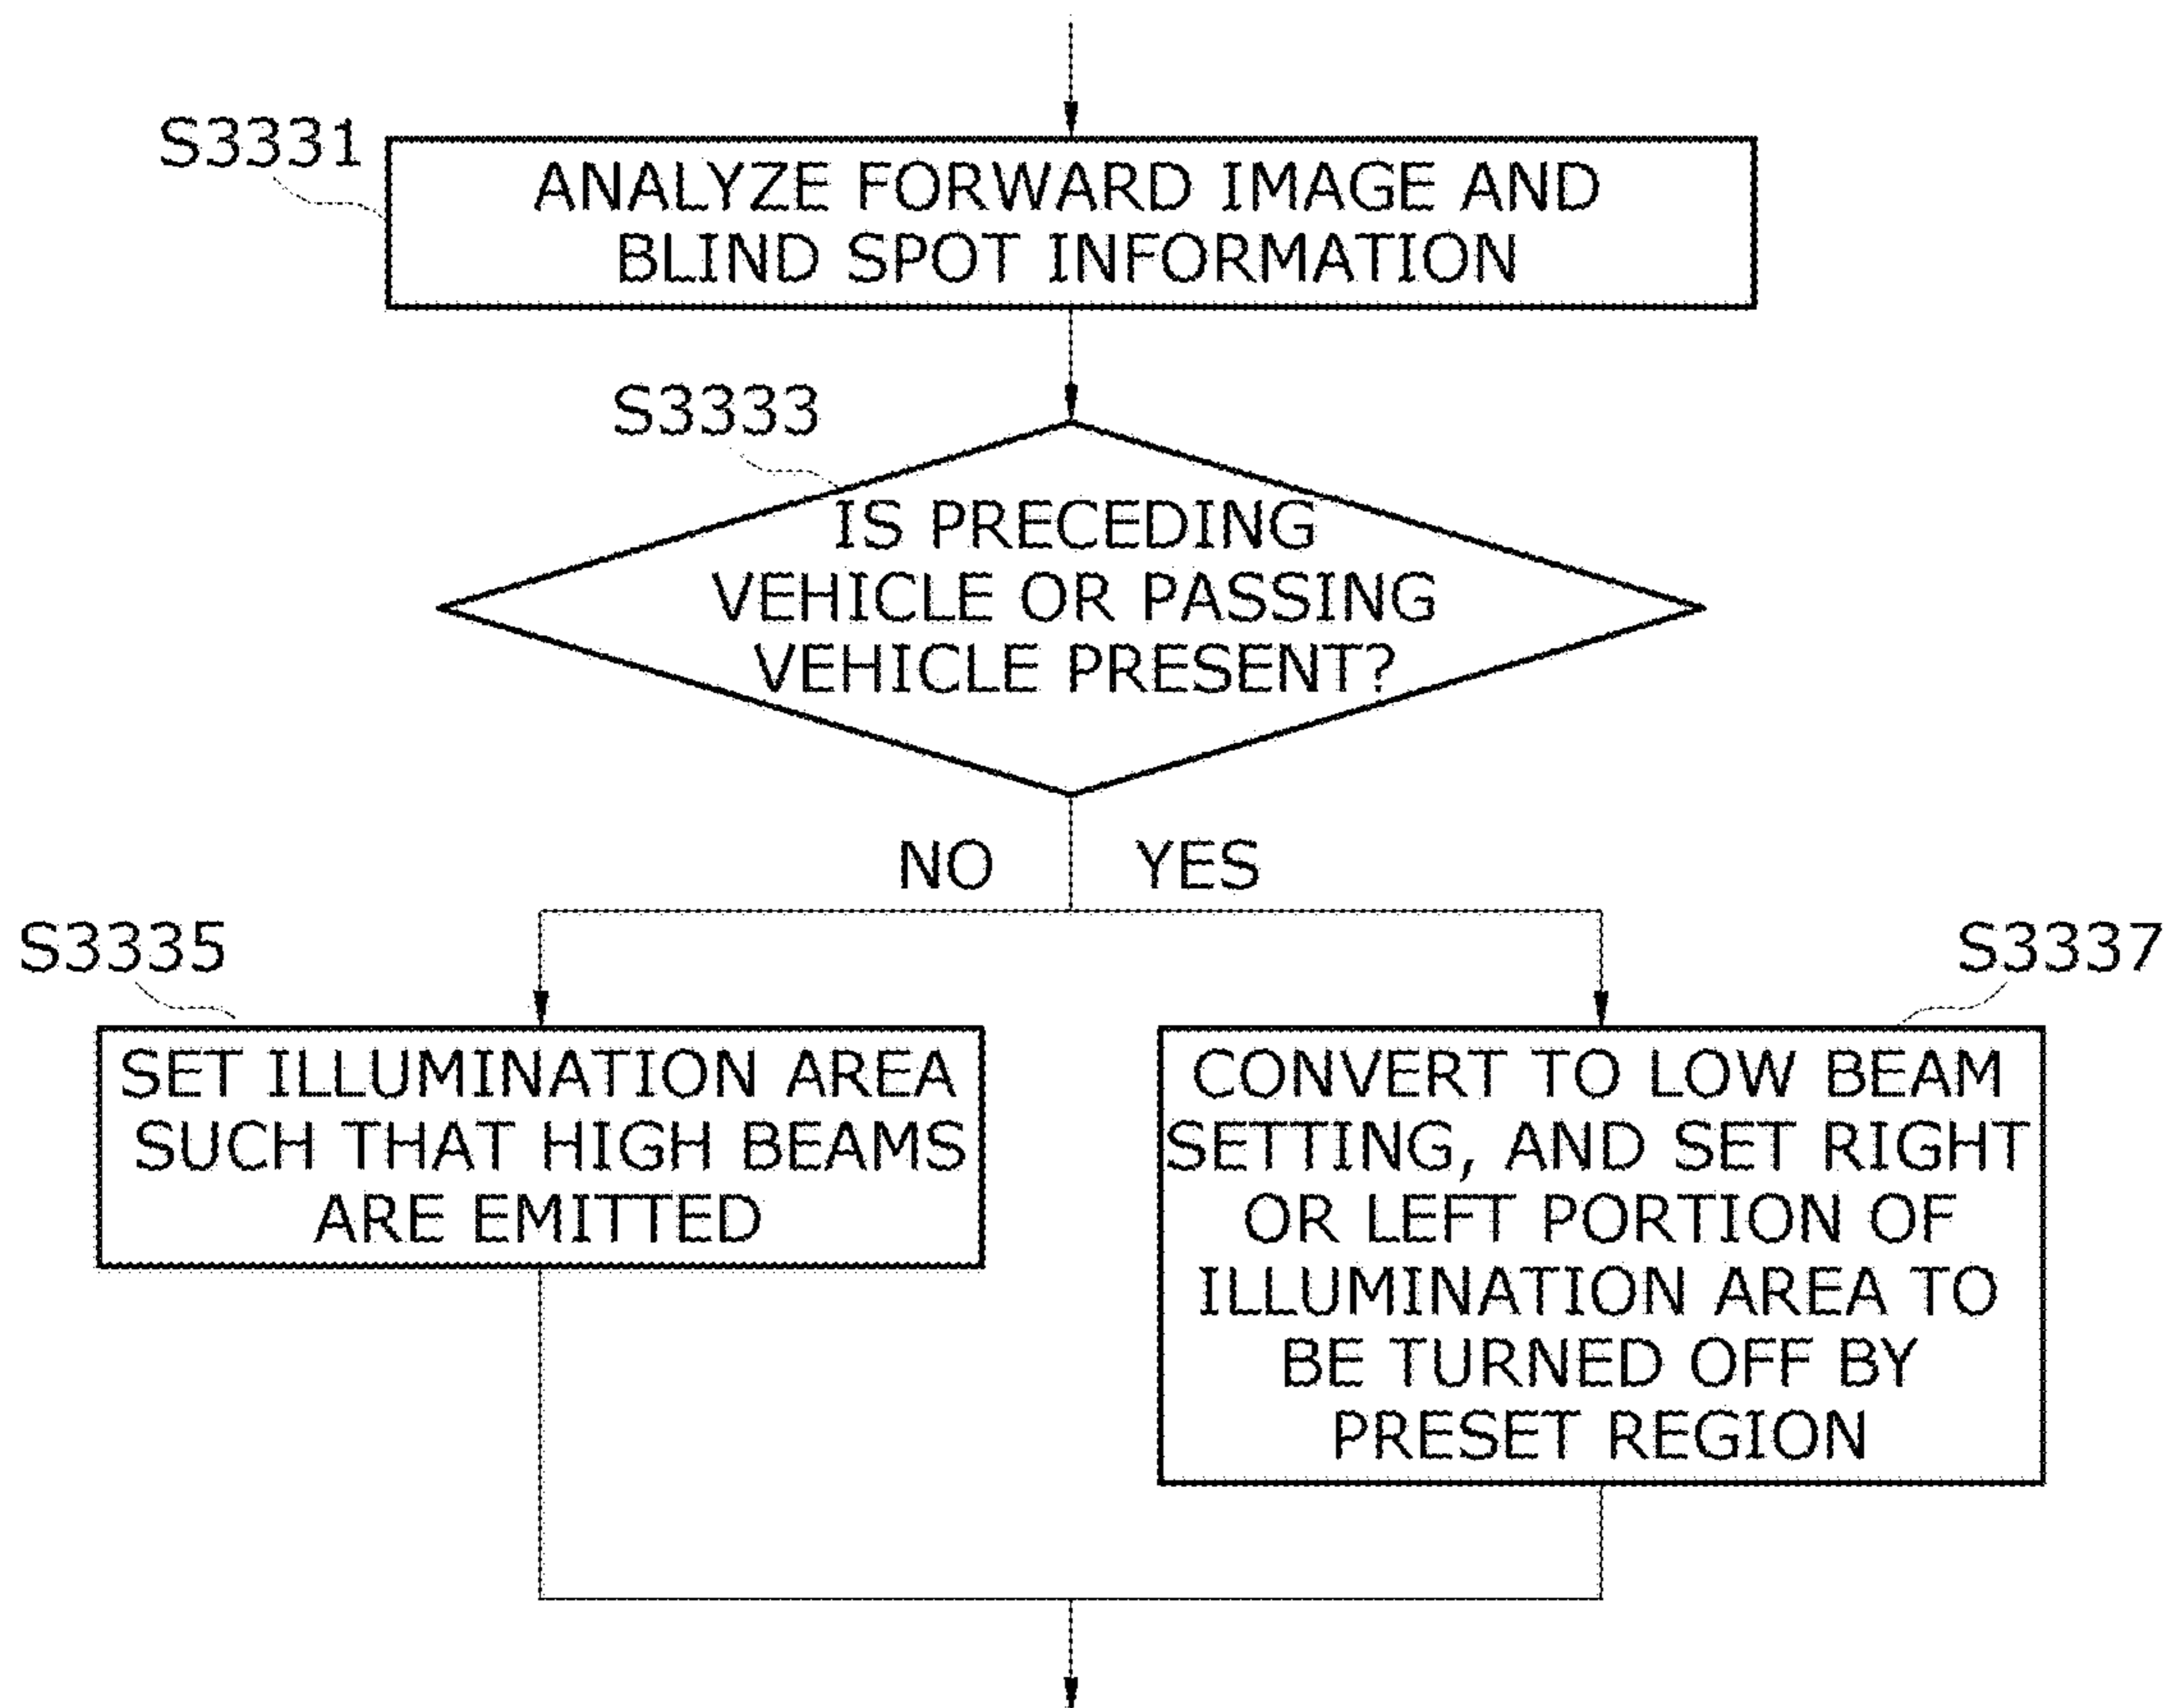 S3331
ANALYZE FORWARD IMAGE AND
BLIND SPOT INFORMATION
S3333
IS PRECEDING
VEHICLE OR PASSING
VEHICLE PRESENT?
NO
YES
S3335
SET ILLUMINATION AREA
SUCH THAT HIGH BEAMS
ARE EMITTED
S3337
CONVERT TO LOW BEAM
SETTING, AND SET RIGHT
OR LEFT PORTION OF
ILLUMINATION AREA TO
BE TURNED OFF BY
PRESET REGION